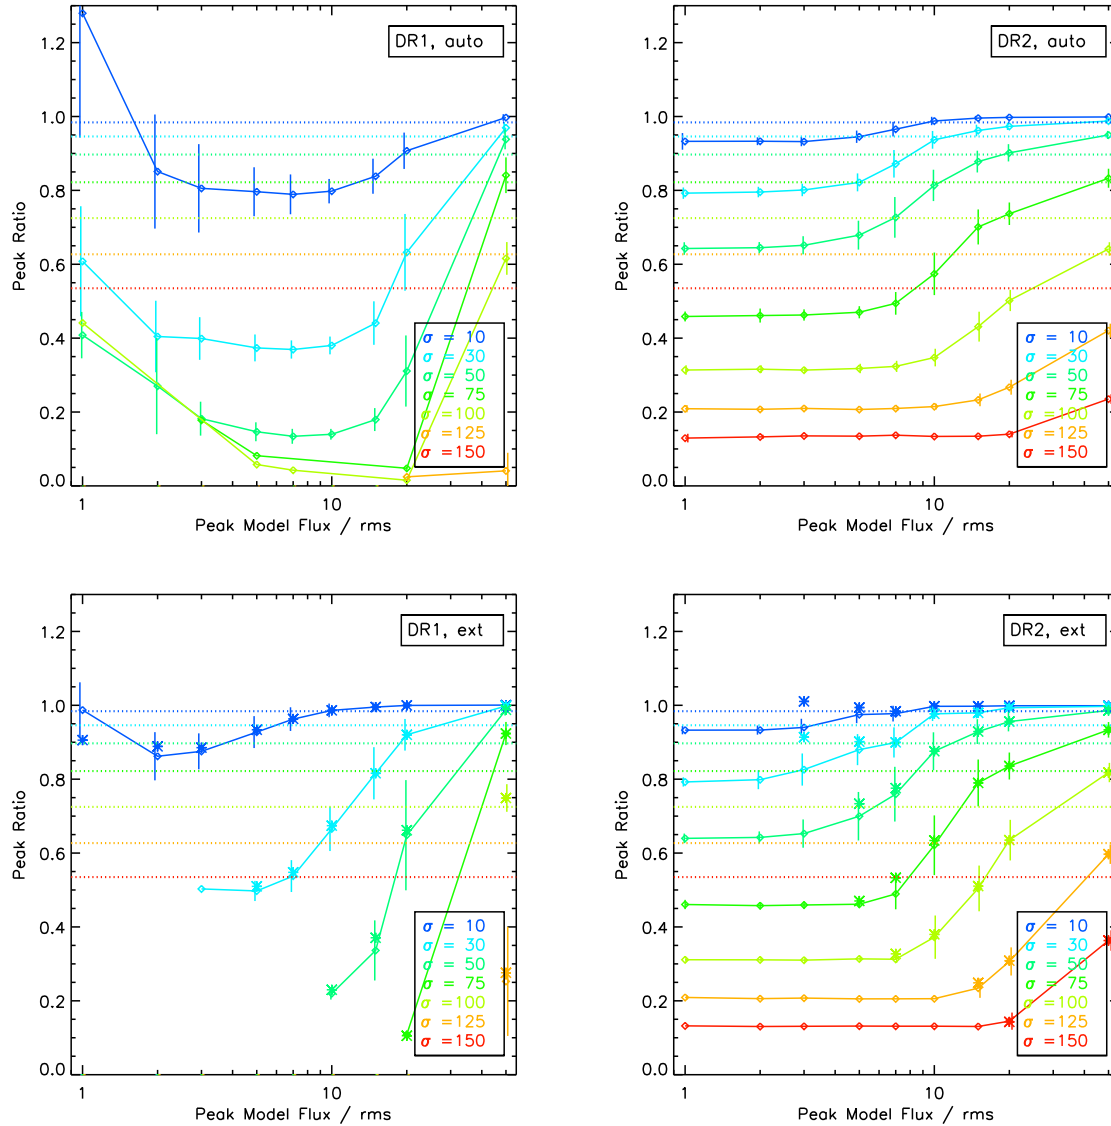 DR1, auto
1.2
1.0
0.8
0.6
0.4
0.2
0.0
Peak Ratio
σ = 10
σ = 30
σ = 50
σ = 75
σ =100
σ =125
σ =150
1 10
Peak Model Flux / rms
DR2, auto
1.2
1.0
0.8
0.6
0.4
0.2
0.0
Peak Ratio
σ = 10
σ = 30
σ = 50
σ = 75
σ =100
σ =125
σ =150
1 10
Peak Model Flux / rms
DR1, ext
1.2
1.0
0.8
0.6
0.4
0.2
0.0
Peak Ratio
σ = 10
σ = 30
σ = 50
σ = 75
σ =100
σ =125
σ =150
1 10
Peak Model Flux / rms
DR2, ext
1.2
1.0
0.8
0.6
0.4
0.2
0.0
Peak Ratio
σ = 10
σ = 30
σ = 50
σ = 75
σ =100
σ =125
σ =150
1 10
Peak Model Flux / rms